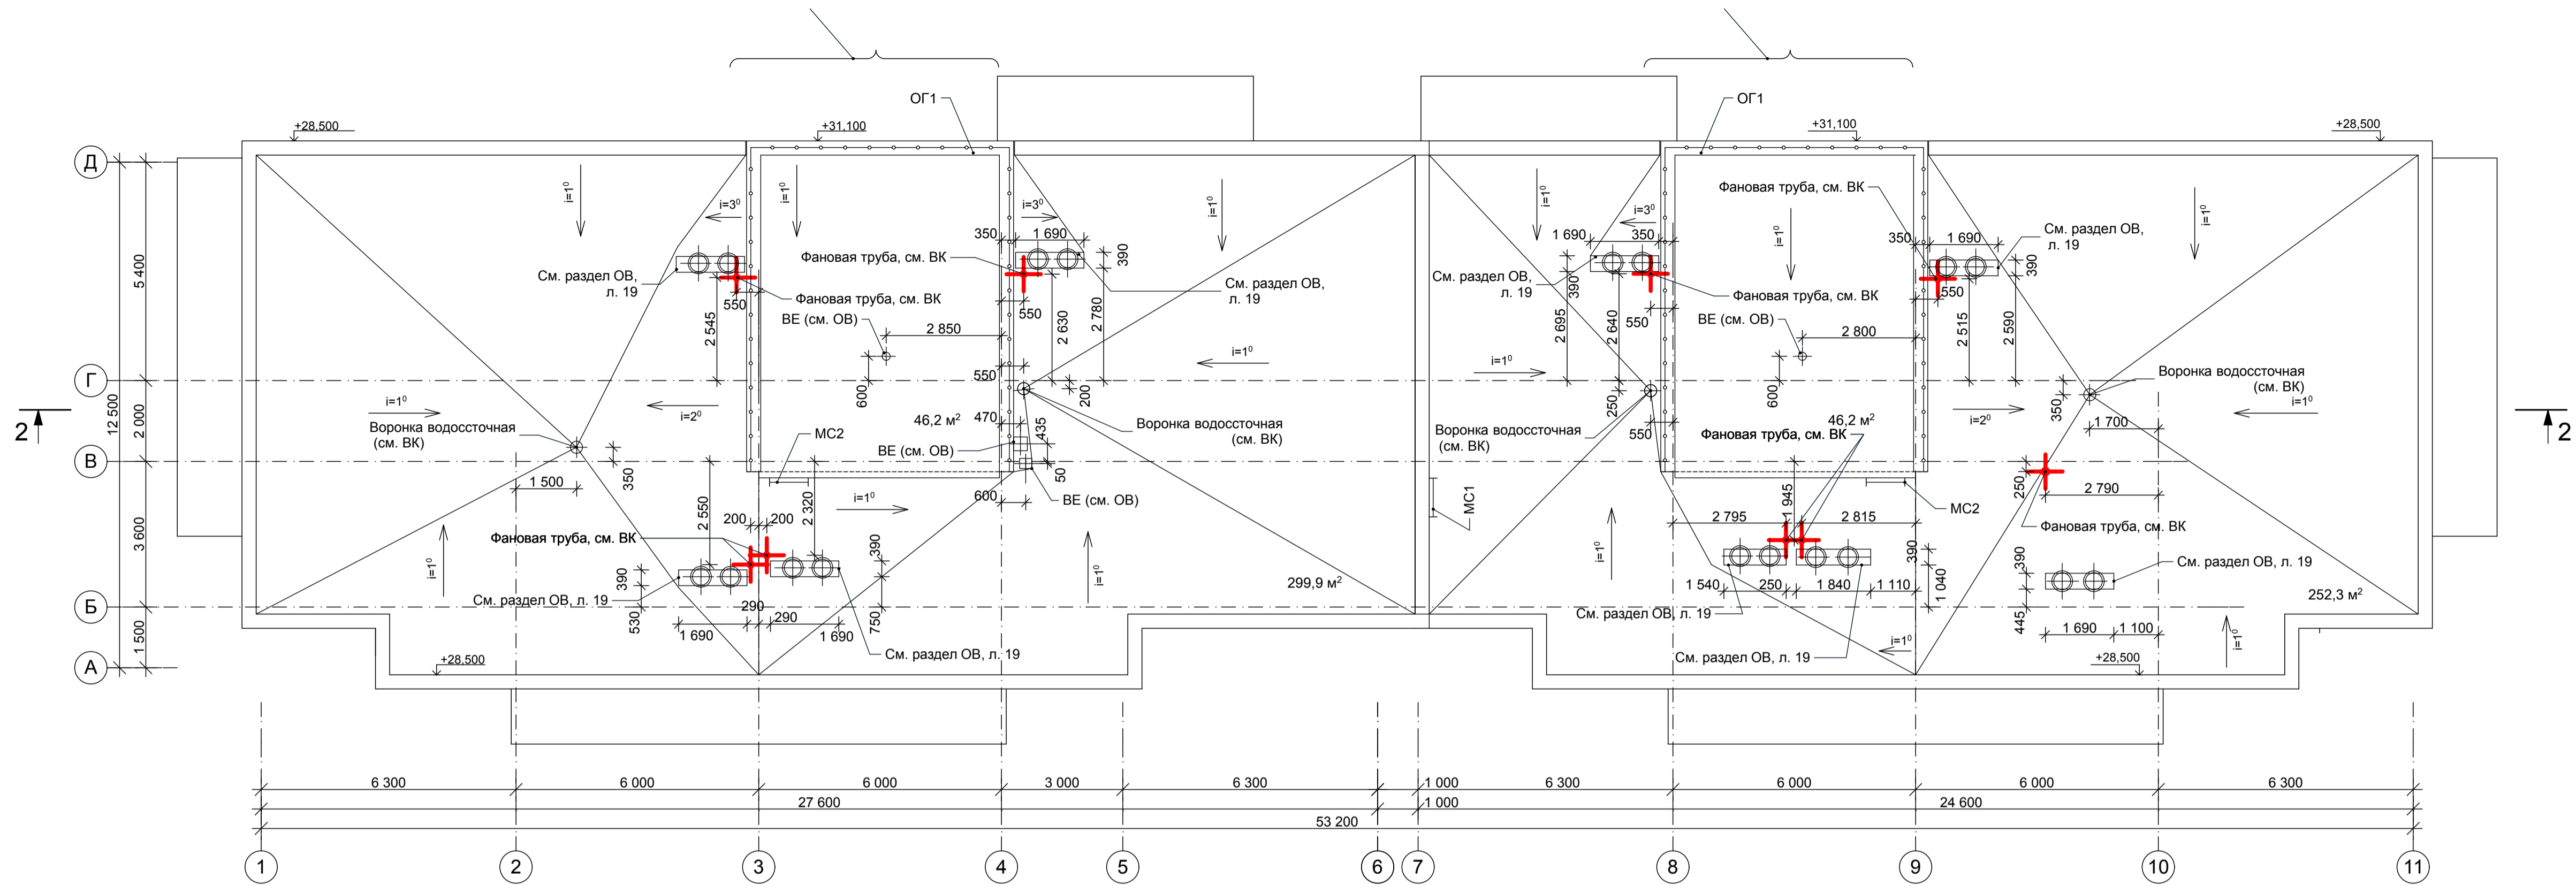 ОГ1
ОГ1
+28,500
+31,100
+31,100
+28,500
Д
Г
В
Б
А
5 400
2 000
3 600
1 500
12 500
2
2
i=1⁰
i=3⁰
i=1⁰
i=3⁰
i=1⁰
i=1⁰
i=3⁰
i=1⁰
i=1⁰
Фановая труба, см. ВК
См. раздел ОВ,
л. 19
550
2 545
Фановая труба, см. ВК
ВЕ (см. ОВ)
2 850
600
Фановая труба, см. ВК
350
1 690
390
См. раздел ОВ,
л. 19
550
2 630
2 780
550
200
i=1⁰
i=1⁰
1 690
350
См. раздел ОВ,
л. 19
390
2 695
2 640
550
Фановая труба, см. ВК
ВЕ (см. ОВ)
2 800
600
350
1 690
См. раздел ОВ,
л. 19
390
550
2 515
2 590
Воронка водоссточная
(см. ВК)
i=1⁰
350
1 700
i=2⁰
i=1⁰
Воронка водоссточная
(см. ВК)
i=2⁰
350
1 500
46,2 м²
470
435
ВЕ (см. ОВ)
50
ВЕ (см. ОВ)
600
МС2
Воронка водоссточная
(см. ВК)
Воронка водоссточная
(см. ВК)
250
550
46,2 м²
Фановая труба, см. ВК
МС1
МС2
250
2 790
Фановая труба, см. ВК
2 550
2 320
200
200
i=1⁰
Фановая труба, см. ВК
390
390
См. раздел ОВ, л. 19
530
290
290
1 690
1 690
750
См. раздел ОВ, л. 19
i=1⁰
i=1⁰
299,9 м²
i=1⁰
2 795
1 945
2 815
390
1 040
1 540
250
1 840
1 110
См. раздел ОВ, л. 19
См. раздел ОВ, л. 19
i=1⁰
390
445
1 690
1 100
См. раздел ОВ, л. 19
252,3 м²
i=1⁰
+28,500
+28,500
6 300
6 000
6 000
3 000
6 300
1 000
6 300
6 000
6 000
6 300
27 600
1 000
24 600
53 200
1
2
3
4
5
6
7
8
9
10
11